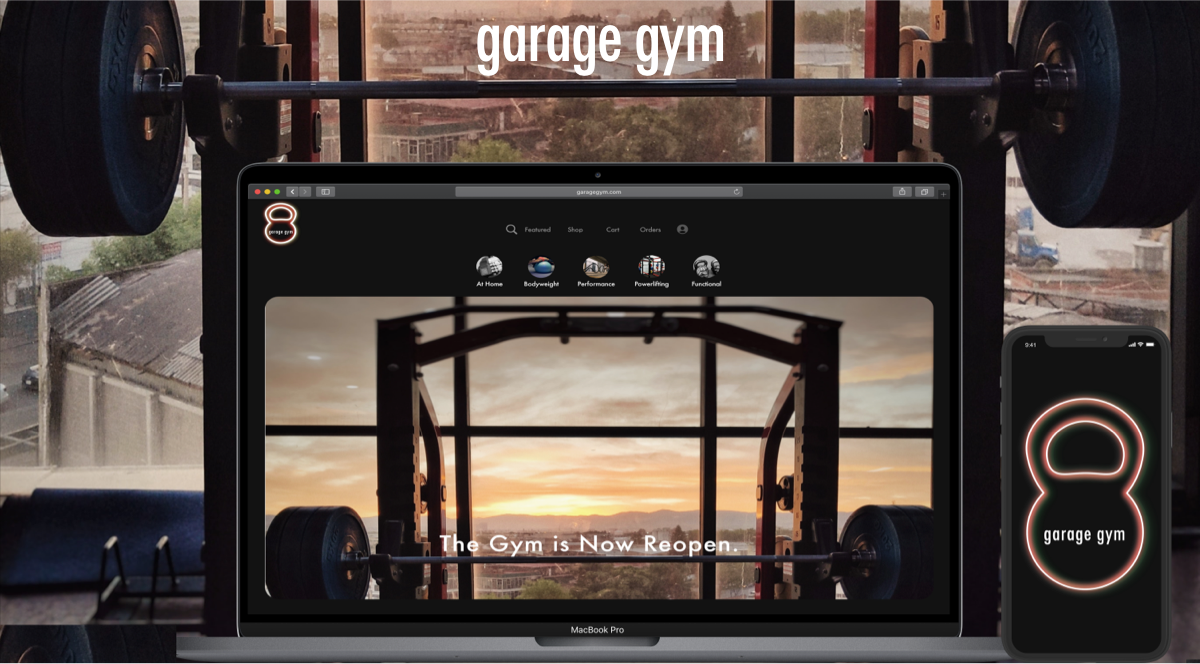 garage gym
garagegym.com
garage gym
Featured
Shop
Cart
Orders
At Home
Bodyweight
Performance
Powerlifting
Functional
The Gym is Now Reopen.
MacBook Pro
9:41
garage gym